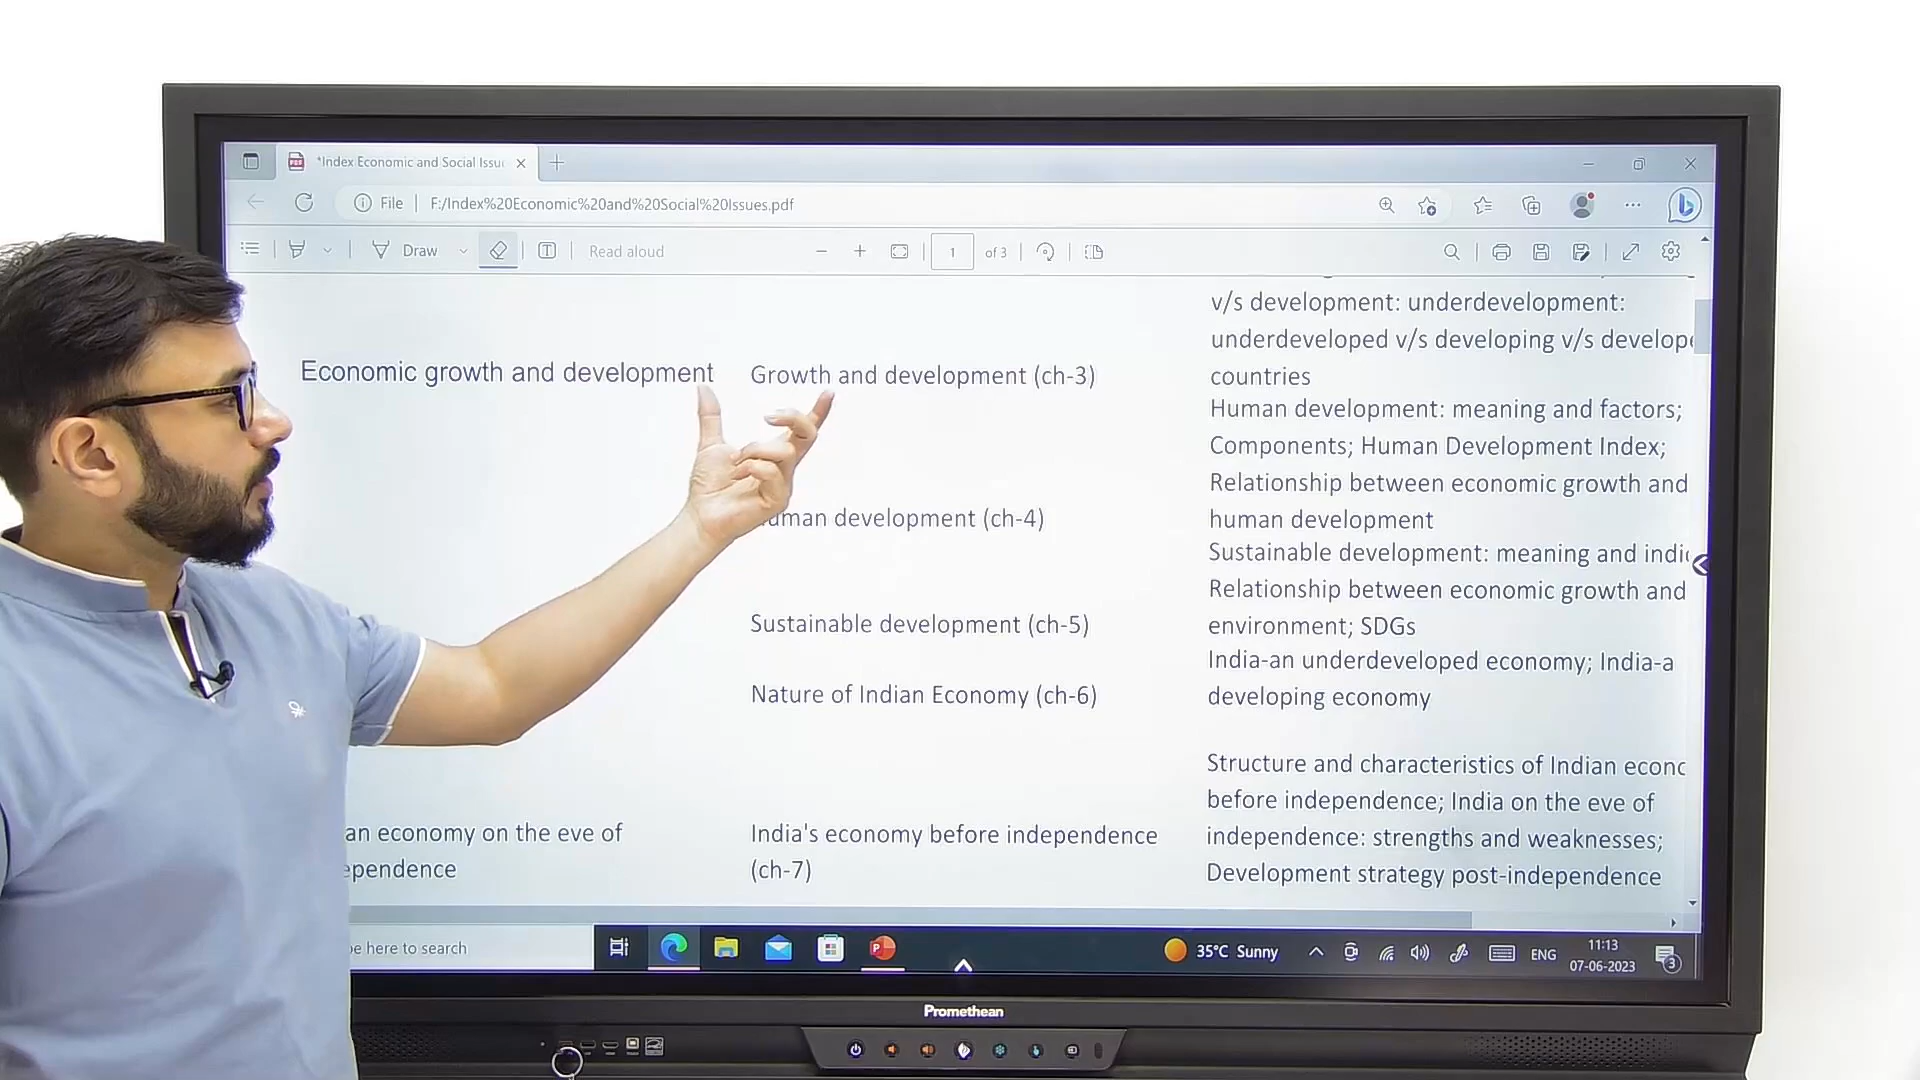 *Index Economic and Social Issu
File
F:/Index%20Economic%20and%20Social%20Issues.pdf
Draw
Read aloud
1
of 3
v/s development: underdevelopment:
underdeveloped v/s developing v/s develope
countries
Economic growth and development
Growth and development (ch-3)
Human development: meaning and factors;
Components; Human Development Index;
Relationship between economic growth and
human development
uman development (ch-4)
Sustainable development: meaning and indic
Relationship between economic growth and
environment; SDGs
Sustainable development (ch-5)
India-an underdeveloped economy; India-a
developing economy
Nature of Indian Economy (ch-6)
Structure and characteristics of Indian econo
before independence; India on the eve of
independence: strengths and weaknesses;
Development strategy post-independence
an economy on the eve of
ependence
India's economy before independence
(ch-7)
pe here to search
35°C Sunny
ENG
11:13
07-06-2023
3
Promethean